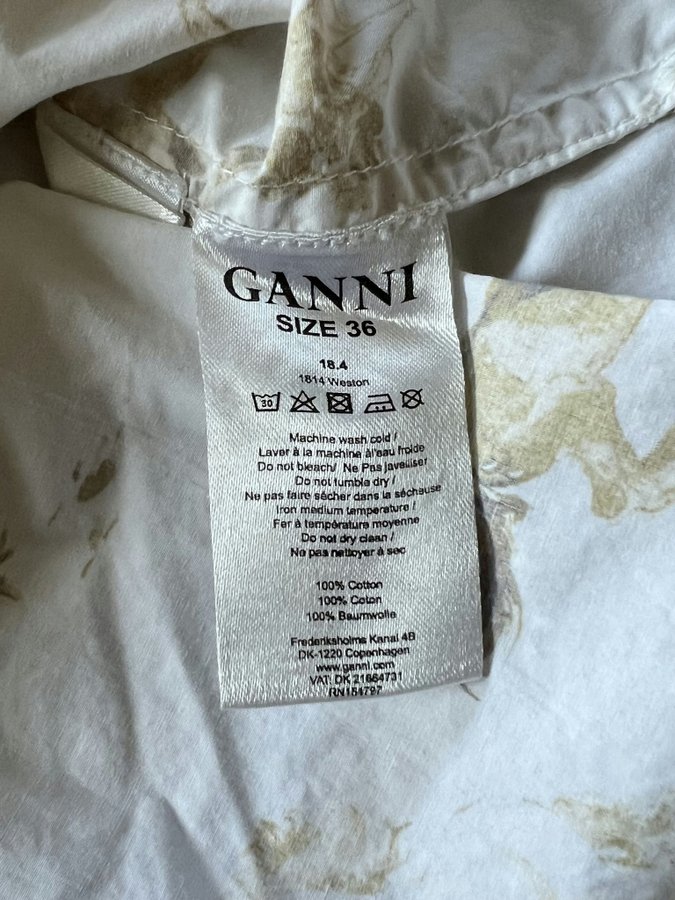 GANNI
SIZE 36
18.4
1814 Weston
30
Machine wash cold /
Laver à la machine à l'eau froide
Do not bleach/ Ne Pas javelliser
Do not tumble dry /
Ne pas faire sécher dans la sécheuse
Iron medium temperature /
Fer à température moyenne
Do not dry clean /
Ne pas nettoyer à sec
100% Cotton
100% Coton
100% Baumwolle
Frederiksholms Kanal 4B
DK-1220 Copenhagen
www.ganni.com
VAT: DK 21664731
RN154797